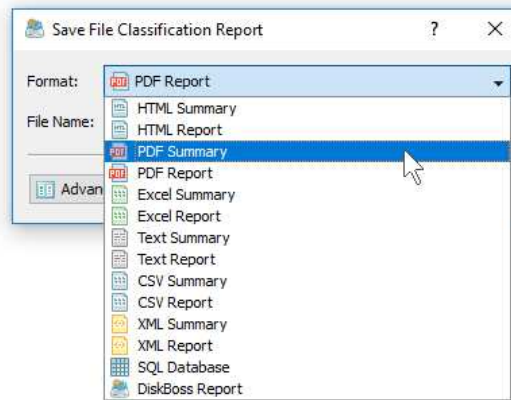 Save File Classification Report
Format:
PDF Report
File Name:
HTML Summary
HTML Report
PDF Summary
PDF Report
Excel Summary
Excel Report
Text Summary
Text Report
CSV Summary
CSV Report
XML Summary
XML Report
SQL Database
DiskBoss Report
Advan